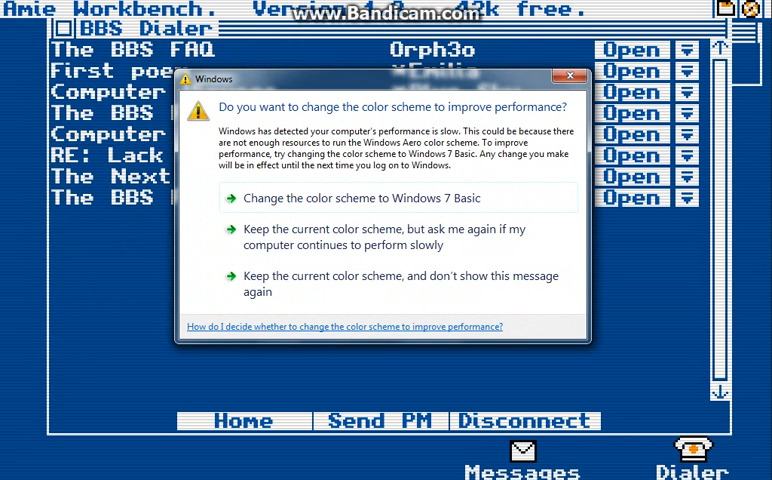 Amie Workbench. Version free.
www.Bandicam.com
BBS Dialer
The BBS FAQ Orph3o Open
First Open
Computer Open
The BBS Open
Computer Open
RE: Lack Open
The Next Open
The BBS Open
Windows
Do you want to change the color scheme to improve performance?
Windows has detected your computer's performance is slow. This could be because there
are not enough resources to run the Windows Aero color scheme. To improve
performance, try changing the color scheme to Windows 7 Basic. Any change you make
will be in effect until the next time you log on to Windows.
Change the color scheme to Windows 7 Basic
Keep the current color scheme, but ask me again if my
computer continues to perform slowly
Keep the current color scheme, and don't show this message
again
How do I decide whether to change the color scheme to improve performance?
Home Send PM Disconnect
Messages Dialer